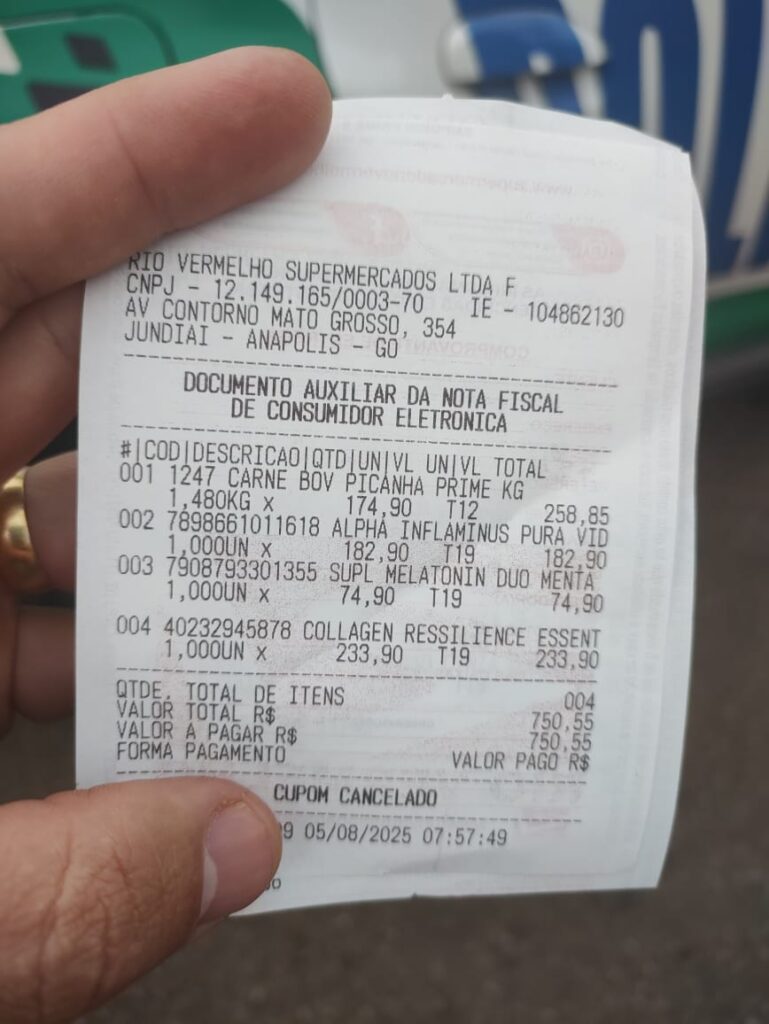 RIO VERMELHO SUPERMERCADOS LTDA F
CNPJ - 12.149.165/0003-70 IE - 104862130
AV CONTORNO MATO GROSSO, 354
JUNDIAI - ANAPOLIS - GO
DOCUMENTO AUXILIAR DA NOTA FISCAL
DE CONSUMIDOR ELETRONICA
#|COD|DESCRICAO|QTD|UN|VL UN|VL TOTAL
001 1247 CARNE BOV PICANHA PRIME KG
1,480KG x 174,90 T12 258,85
002 7898661011618 ALPHA INFLAMINUS PURA VID
1,000UN x 182,90 T19 182,90
003 7908793301355 SUPL MELATONIN DUO MENTA
1,000UN x 74,90 T19 74,90
004 40232945878 COLLAGEN RESSILIENCE ESSENT
1,000UN x 233,90 T19 233,90
QTDE. TOTAL DE ITENS 004
VALOR TOTAL R$ 750,55
VALOR A PAGAR R$ 750,55
FORMA PAGAMENTO VALOR PAGO R$
CUPOM CANCELADO
09 05/08/2025 07:57:49